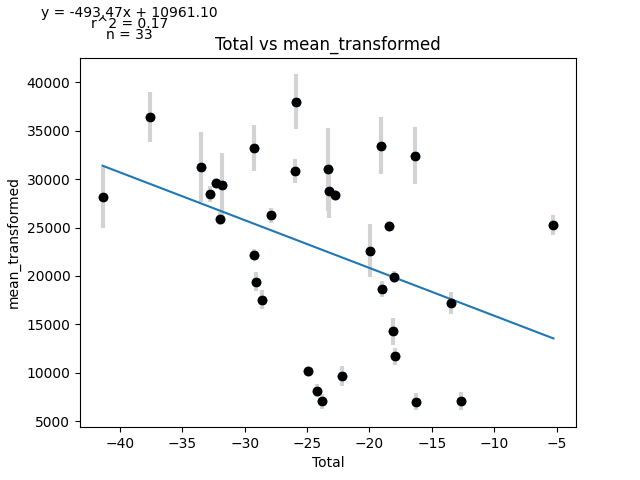 y = -493.47x + 10961.10
r^2 = 0.17
n = 33
Total vs mean_transformed
mean_transformed
40000
35000
30000
25000
20000
15000
10000
5000
−40
−35
−30
−25
−20
−15
−10
−5
Total